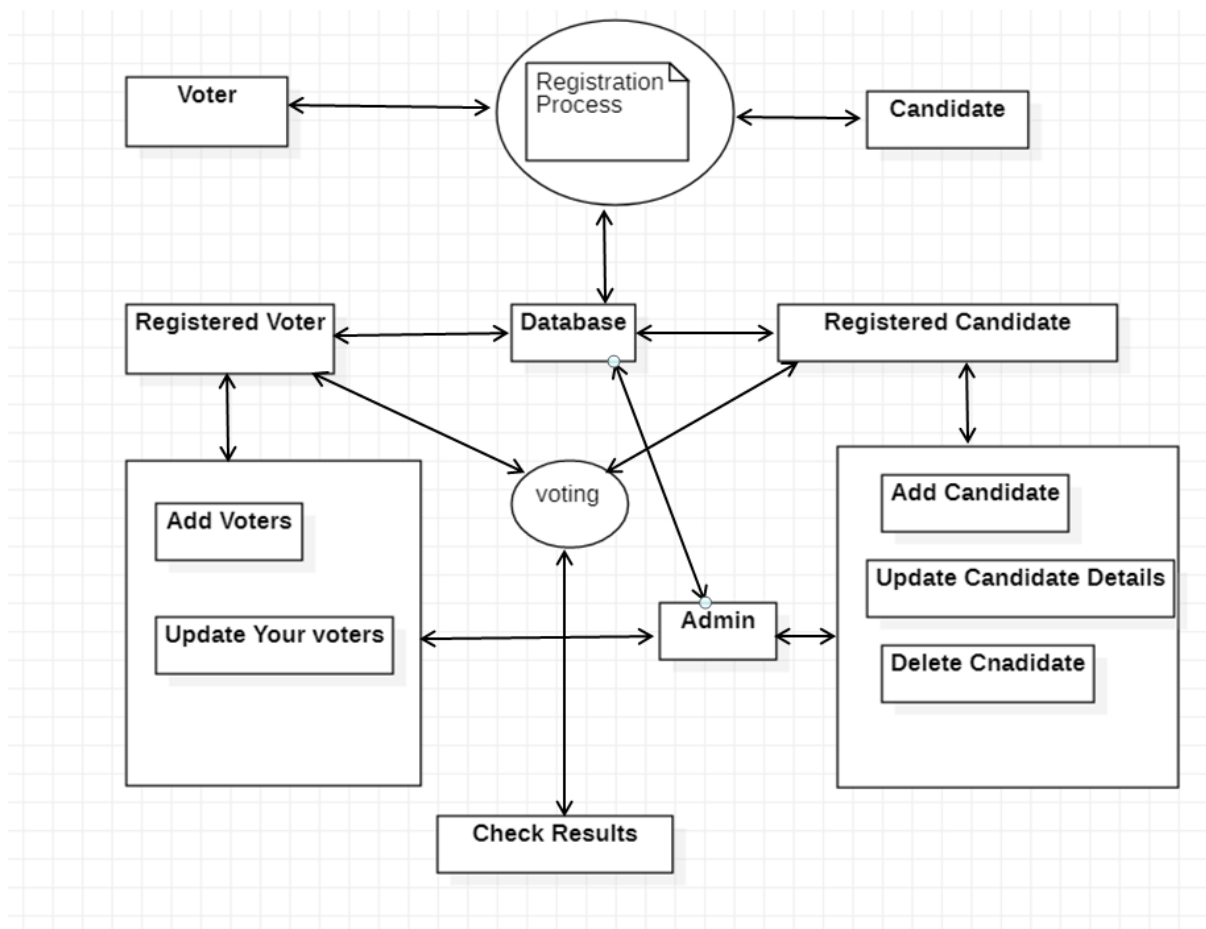 Voter
Registration
Process
Candidate
Registered Voter
Database
Registered Candidate
voting
Add Voters
Update Your voters
Admin
Add Candidate
Update Candidate Details
Delete Cnadidate
Check Results